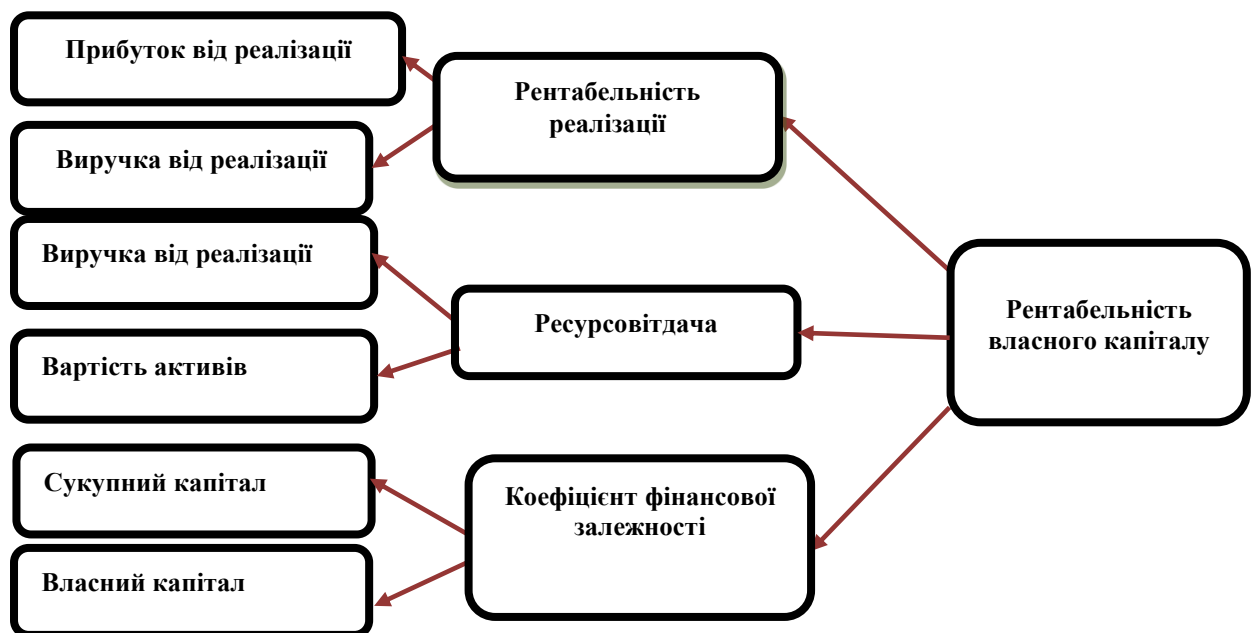 Прибуток від реалізації
Виручка від реалізації
Виручка від реалізації
Вартість активів
Сукупний капітал
Власний капітал
Рентабельність
реалізації
Ресурсовітдача
Коефіцієнт фінансової
залежності
Рентабельність
власного капіталу